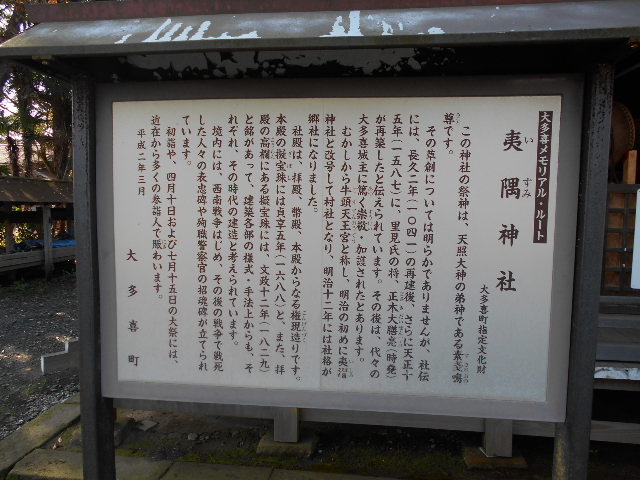 大多喜メモリアル・ルート
夷隅神社
い すみ
大多喜町指定文化財
この神社の祭神は、天照大神の弟神である素戔嗚
す さの おの
尊です。
みこと
その草創については明らかでありませんが、社伝
には、長久二年(一〇四一)の再建後、さらに天正十
五年(一五八七)に、里見氏の将、正木大膳亮(時発)
が再築したと伝えられています。その後は、代々の
大多喜城主に篤く崇敬・加護されたとあります。
むかしから牛頭天王宮と称し、明治の初めに夷隅
神社と改号して村社となり、明治十二年には社格が
郷社になりました。
社殿は、拝殿、幣殿、本殿からなる権現造りです。
本殿の擬宝珠には貞享五年(一六八八)と、また、拝
殿の高欄にある擬宝珠には、文政十二年(一八二九)
と銘があって、建築各部の様式、手法上からも、そ
れぞれ、その時代の建造と考えられています。
境内には、西南戦争はじめ、その後の戦争で戦死
した人々の表忠碑や殉職警察官の招魂碑が立てられ
ています。
初詣や、四月十日および七月十五日の大祭には、
近在から多くの参詣人で賑わいます。
平成二年三月
大多喜町